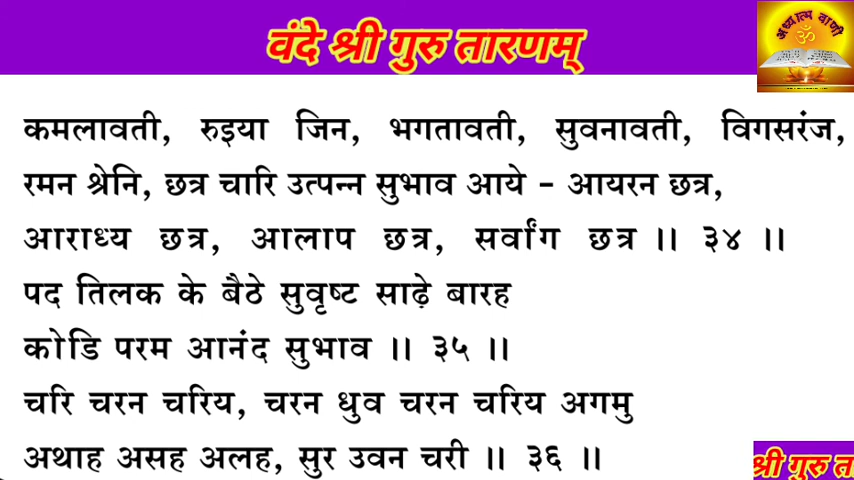 वंदे श्री गुरु तारणम्
अध्यात्म वाणी
ॐ
कमलावती, रुइया जिन, भगतावती, सुवनावती, विगसरंज,
रमन श्रेनि, छत्र चारि उत्पन्न सुभाव आये - आयरन छत्र,
आराध्य छत्र, आलाप छत्र, सर्वांग छत्र ।। ३४ ।।
पद तिलक के बैठे सुवृष्ट साढ़े बारह
कोडि परम आनंद सुभाव ।। ३५ ।।
चरि चरन चरिय, चरन धुव चरन चरिय अगमु
अथाह असह अलह, सुर उवन चरी ।। ३६ ।।
श्री गुरु ता